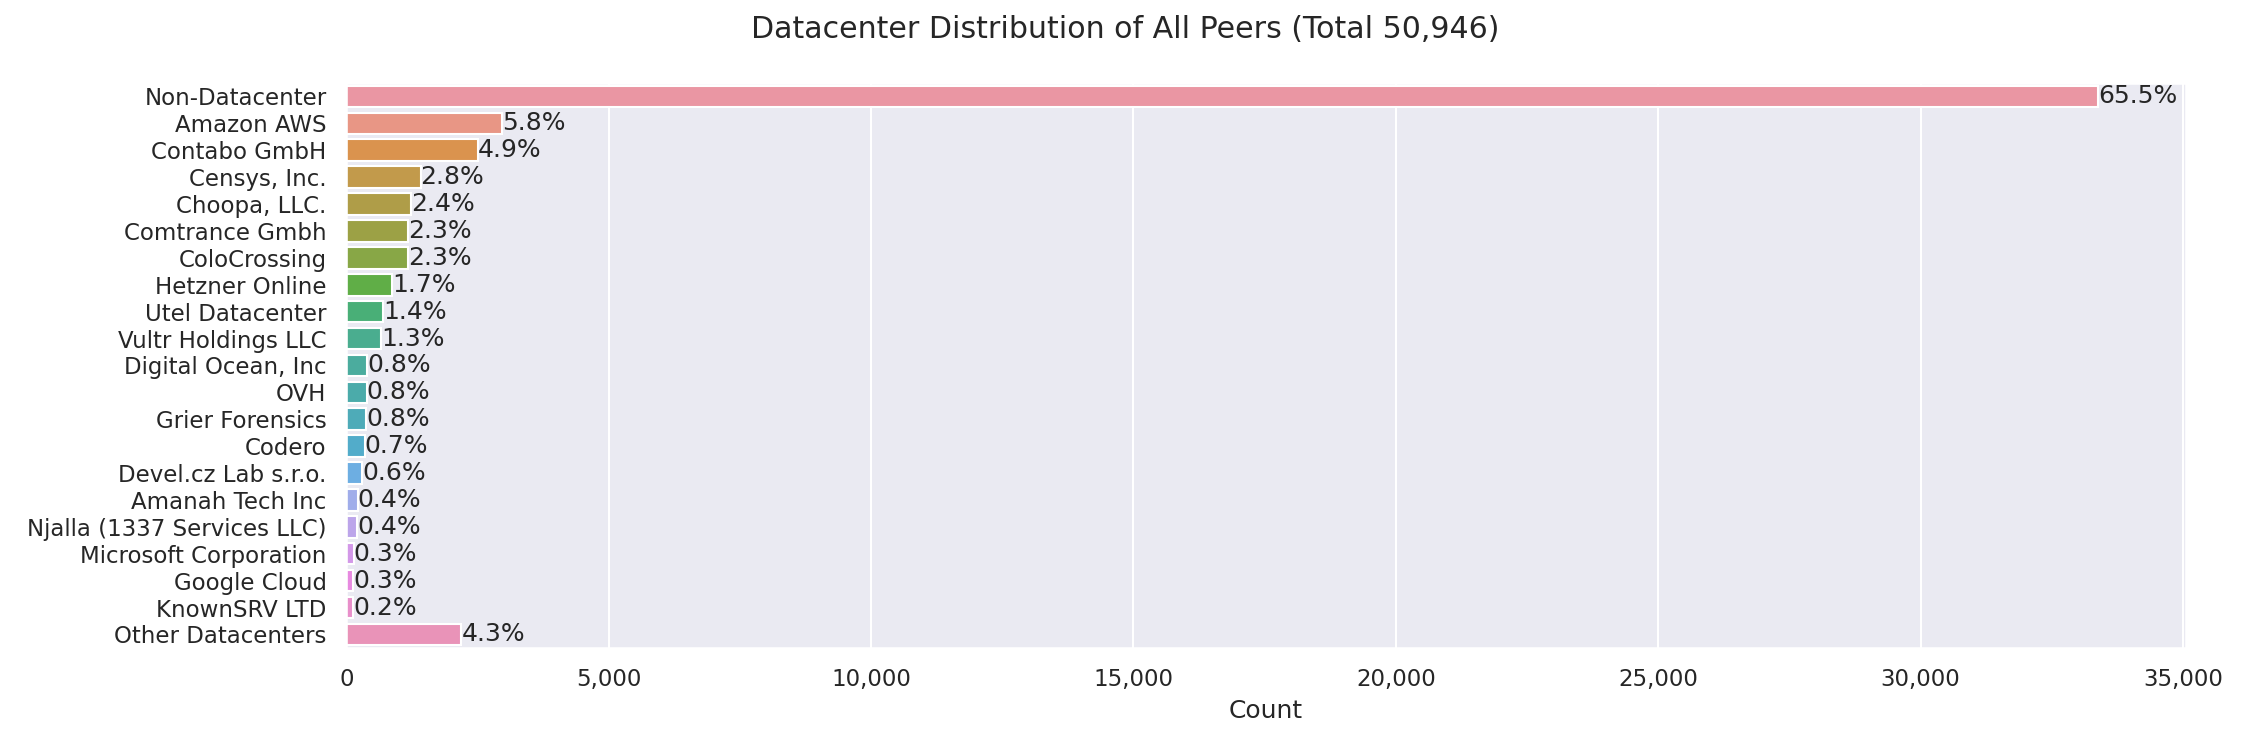 Datacenter Distribution of All Peers (Total 50,946)
Non-Datacenter 65.5%
Amazon AWS 5.8%
Contabo GmbH 4.9%
Censys, Inc. 2.8%
Choopa, LLC. 2.4%
Comtrance Gmbh 2.3%
ColoCrossing 2.3%
Hetzner Online 1.7%
Utel Datacenter 1.4%
Vultr Holdings LLC 1.3%
Digital Ocean, Inc 0.8%
OVH 0.8%
Grier Forensics 0.8%
Codero 0.7%
Devel.cz Lab s.r.o. 0.6%
Amanah Tech Inc 0.4%
Njalla (1337 Services LLC) 0.4%
Microsoft Corporation 0.3%
Google Cloud 0.3%
KnownSRV LTD 0.2%
Other Datacenters 4.3%
0 5,000 10,000 15,000 20,000 25,000 30,000 35,000
Count